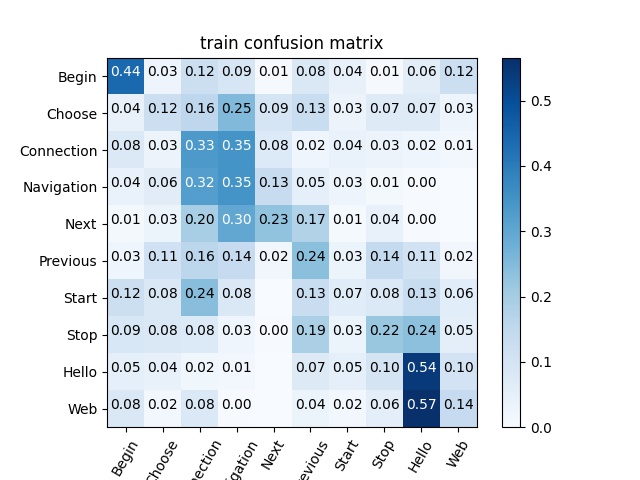 train confusion matrix
Begin 0.44 0.03 0.12 0.09 0.01 0.08 0.04 0.01 0.06 0.12
Choose 0.04 0.12 0.16 0.25 0.09 0.13 0.03 0.07 0.07 0.03
Connection 0.08 0.03 0.33 0.35 0.08 0.02 0.04 0.03 0.02 0.01
Navigation 0.04 0.06 0.32 0.35 0.13 0.05 0.03 0.01 0.00
Next 0.01 0.03 0.20 0.30 0.23 0.17 0.01 0.04 0.00
Previous 0.03 0.11 0.16 0.14 0.02 0.24 0.03 0.14 0.11 0.02
Start 0.12 0.08 0.24 0.08 0.13 0.07 0.08 0.13 0.06
Stop 0.09 0.08 0.08 0.03 0.00 0.19 0.03 0.22 0.24 0.05
Hello 0.05 0.04 0.02 0.01 0.07 0.05 0.10 0.54 0.10
Web 0.08 0.02 0.08 0.00 0.04 0.02 0.06 0.57 0.14
Begin hoose ection igation Next evious Start Stop Hello Web
0.5
0.4
0.3
0.2
0.1
0.0